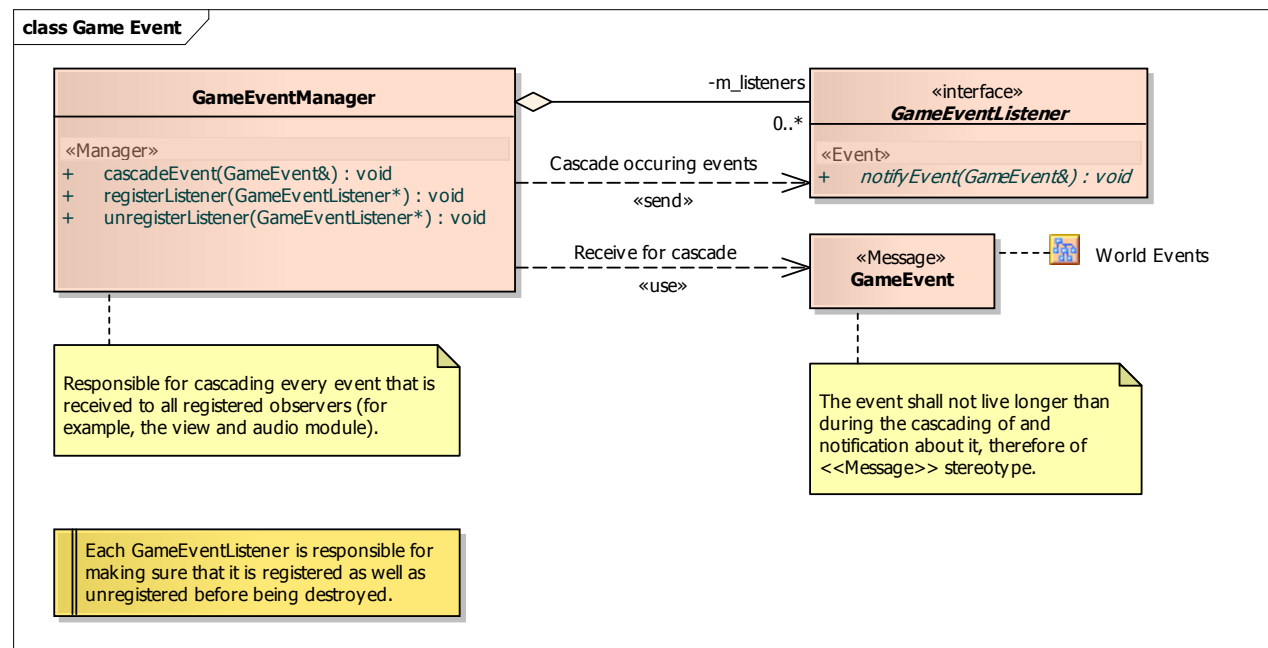 class Game Event
GameEventManager
«Manager»
+ cascadeEvent(GameEvent&) : void
+ registerListener(GameEventListener*) : void
+ unregisterListener(GameEventListener*) : void
-m_listeners
0..*
«interface»
GameEventListener
«Event»
+ notifyEvent(GameEvent&) : void
Cascade occuring events
«send»
Receive for cascade
«use»
«Message»
GameEvent
World Events
Responsible for cascading every event that is
received to all registered observers (for
example, the view and audio module).
The event shall not live longer than
during the cascading of and
notification about it, therefore of
<<Message>> stereotype.
Each GameEventListener is responsible for
making sure that it is registered as well as
unregistered before being destroyed.